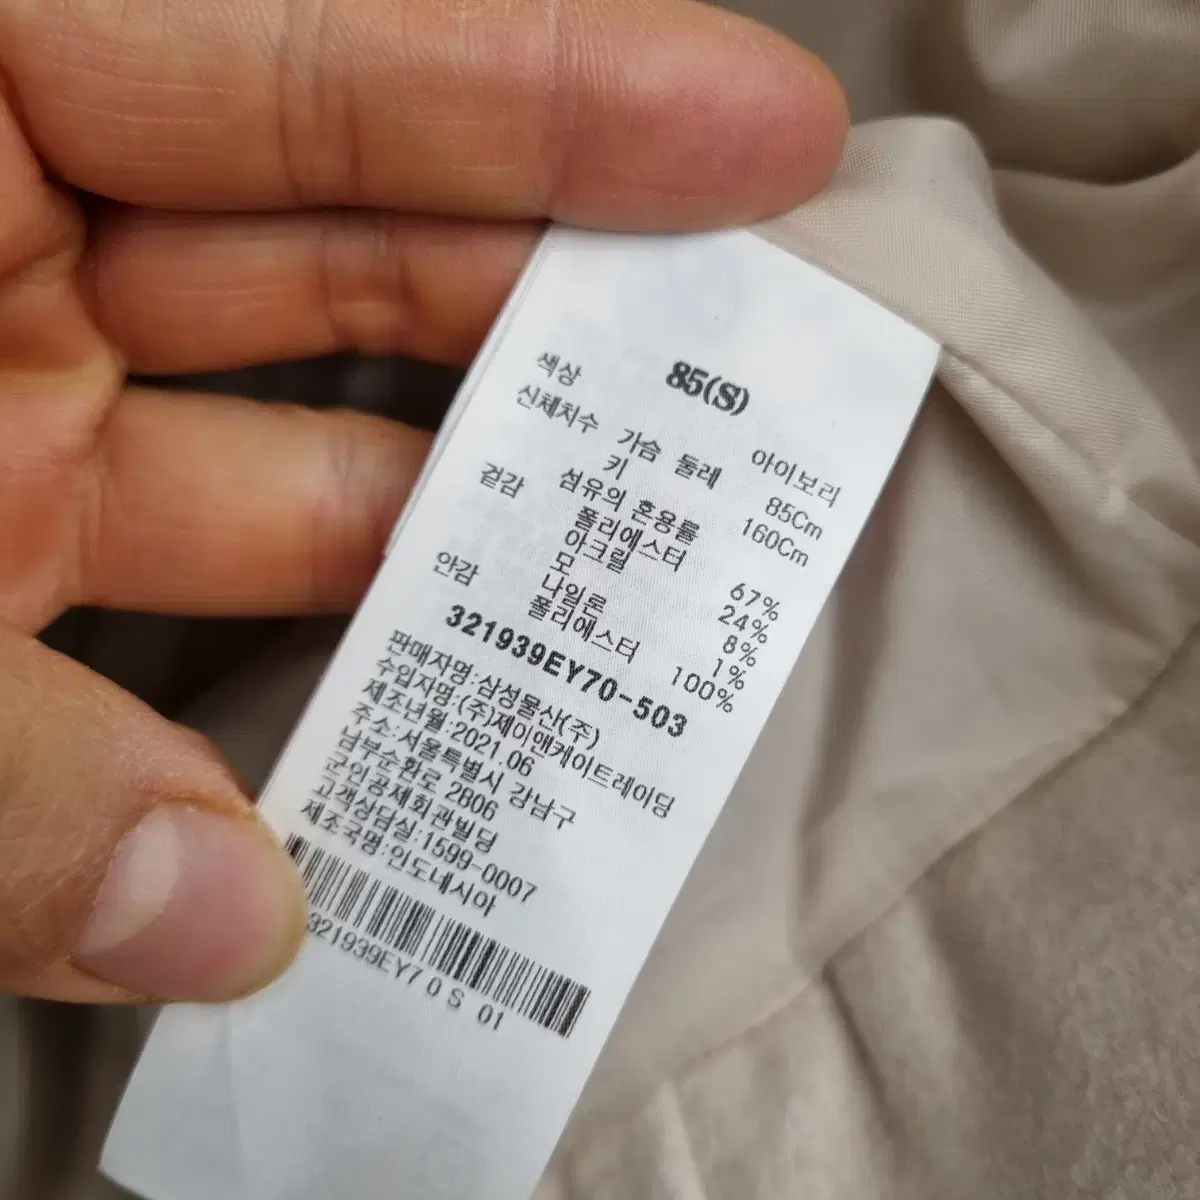 85(S)
색상 아이보리
신체치수 가슴 둘레 85Cm
키 160Cm
섬유의 혼용률
겉감 폴리에스터 67%
아크릴 24%
모 8%
나일론 1%
안감 폴리에스터 100%
321939EY70-503
판매자명:삼성물산(주)
수입자명:(주)제이앤케이트레이딩
제조년월:2021.06
주소:서울특별시 강남구
남부순환로 2806
군인공제회관빌딩
고객상담실:1599-0007
제조국명:인도네시아
321939EY70 S 01